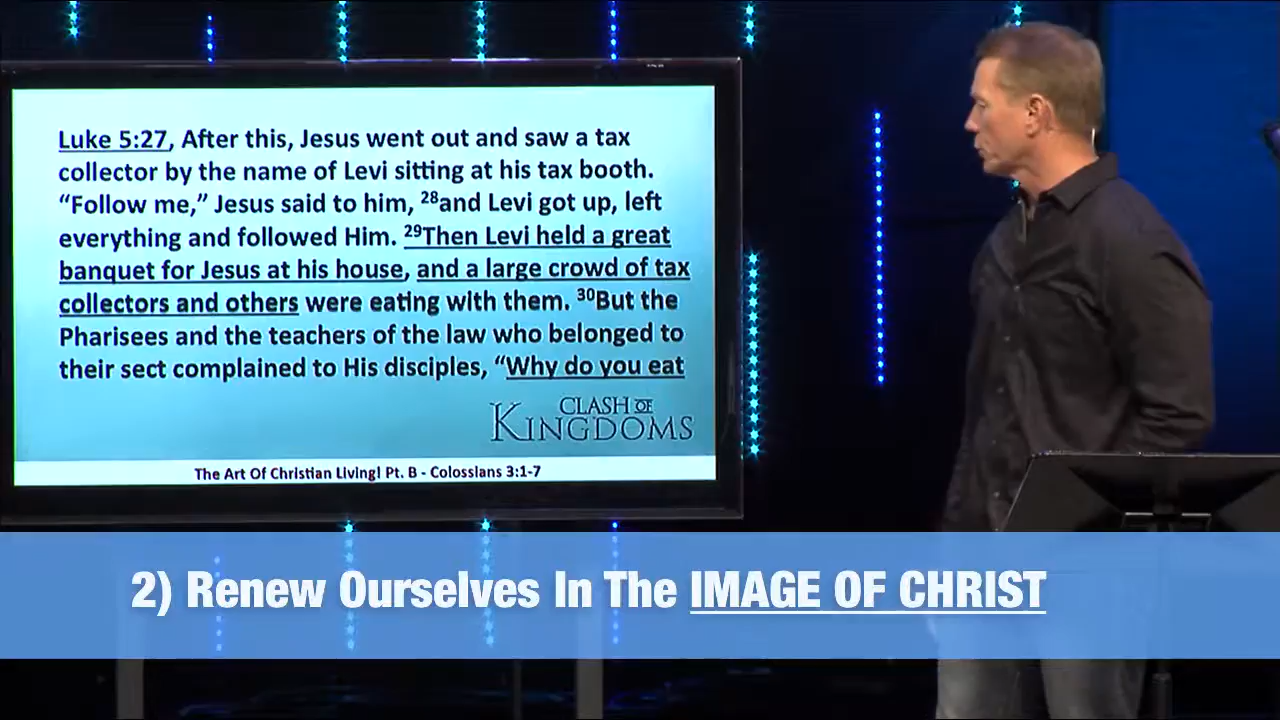 Luke 5:27, After this, Jesus went out and saw a tax
collector by the name of Levi sitting at his tax booth.
“Follow me,” Jesus said to him, 28and Levi got up, left
everything and followed Him. 29Then Levi held a great
banquet for Jesus at his house, and a large crowd of tax
collectors and others were eating with them. 30But the
Pharisees and the teachers of the law who belonged to
their sect complained to His disciples, “Why do you eat
CLASH OF
KINGDOMS
The Art Of Christian Living! Pt. B - Colossians 3:1-7
2) Renew Ourselves In The IMAGE OF CHRIST